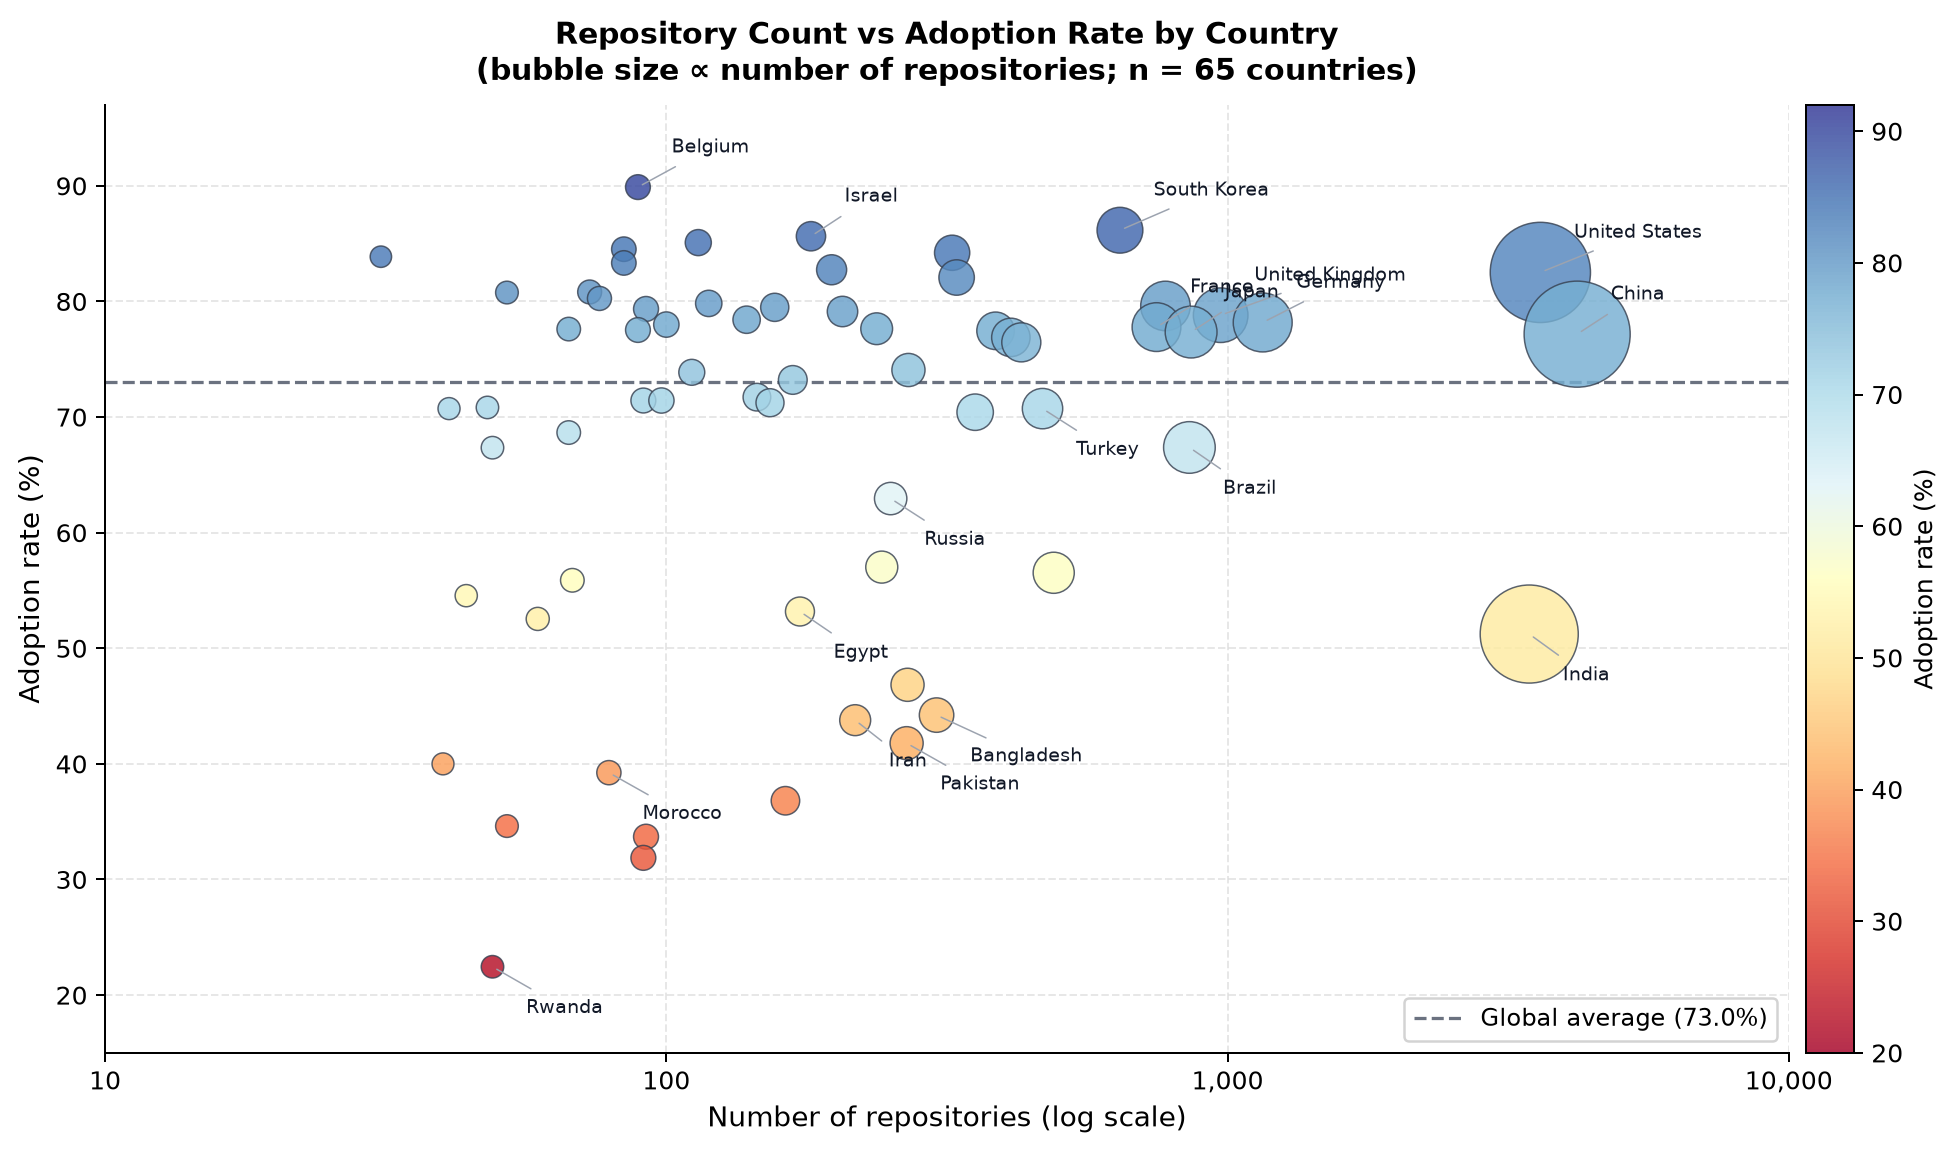 Repository Count vs Adoption Rate by Country
(bubble size ∝ number of repositories; n = 65 countries)
Adoption rate (%)
90
80
70
60
50
40
30
20
Belgium
Israel
South Korea
United States
China
United Kingdom
Germany
France
Japan
Turkey
Brazil
Russia
Egypt
India
Iran
Bangladesh
Pakistan
Morocco
Rwanda
Global average (73.0%)
10
100
1,000
10,000
Number of repositories (log scale)
90
80
70
60
50
40
30
20
Adoption rate (%)